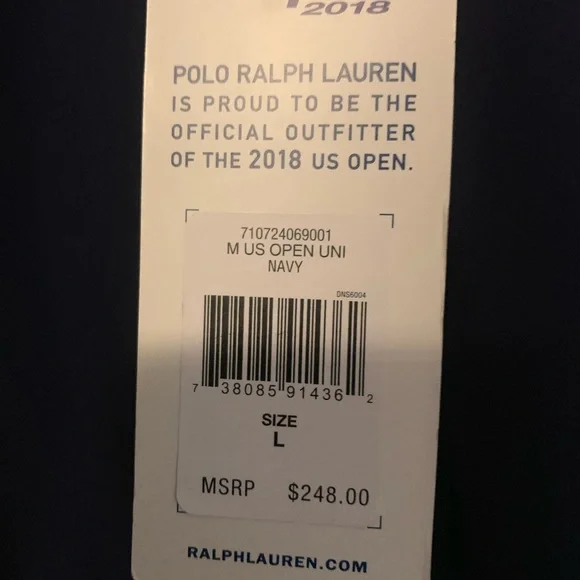 2018
POLO RALPH LAUREN
IS PROUD TO BE THE
OFFICIAL OUTFITTER
OF THE 2018 US OPEN.
710724069001
M US OPEN UNI
NAVY
DNS6004
7 38085 91436 2
SIZE
L
MSRP $248.00
RALPHLAUREN.COM